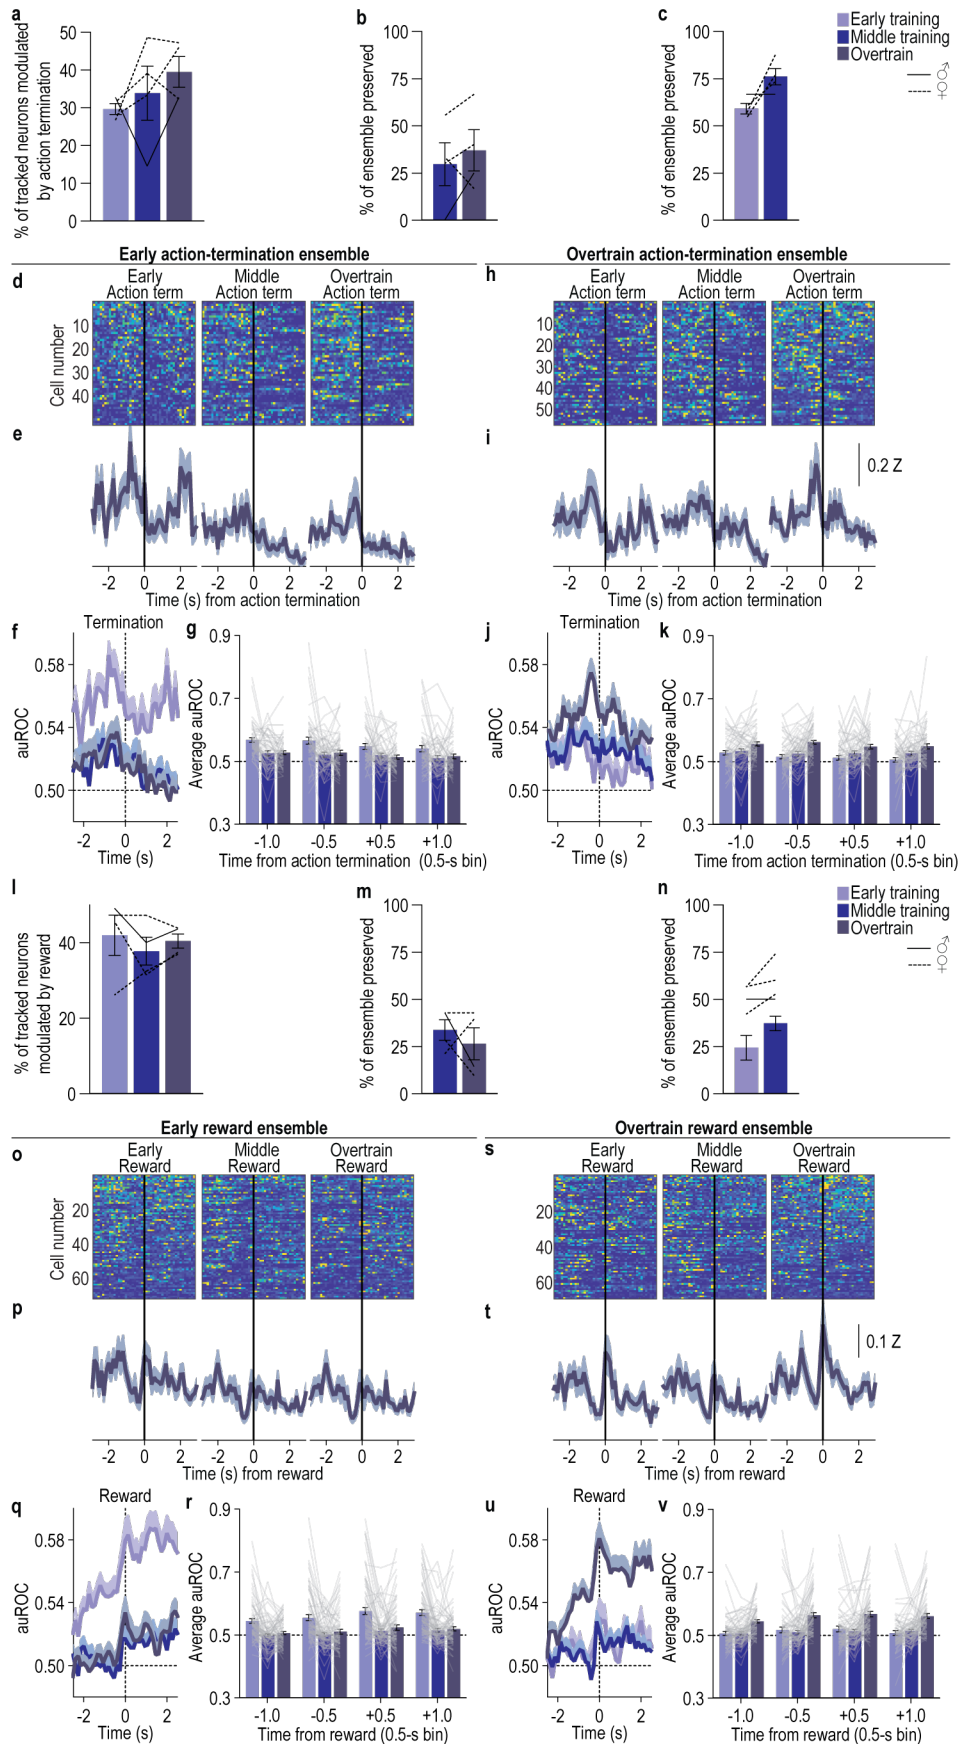 a
% of tracked neurons modulated
by action termination
50
40
30
20
10
0
b
% of ensemble preserved
100
75
50
25
0
c
% of ensemble preserved
100
75
50
25
0
Early training
Middle training
Overtrain
♂
♀
Early action-termination ensemble
Overtrain action-termination ensemble
d
Early
Action term
Middle
Action term
Overtrain
Action term
Cell number
10
20
30
40
h
Early
Action term
Middle
Action term
Overtrain
Action term
10
20
30
40
50
e
-2 0 2
-2 0 2
-2 0 2
Time (s) from action termination
i
0.2 Z
-2 0 2
-2 0 2
-2 0 2
Time (s) from action termination
f
Termination
auROC
0.58
0.54
0.50
-2 0 2
Time (s)
g
Average auROC
0.9
0.7
0.5
0.3
-1.0 -0.5 +0.5 +1.0
Time from action termination (0.5-s bin)
j
Termination
auROC
0.58
0.54
0.50
-2 0 2
Time (s)
k
Average auROC
0.9
0.7
0.5
0.3
-1.0 -0.5 +0.5 +1.0
Time from action termination (0.5-s bin)
l
% of tracked neurons
modulated by reward
40
20
0
m
% of ensemble preserved
100
75
50
25
0
n
% of ensemble preserved
100
75
50
25
0
Early training
Middle training
Overtrain
♂
♀
Early reward ensemble
Overtrain reward ensemble
o
Early
Reward
Middle
Reward
Overtrain
Reward
Cell number
20
40
60
s
Early
Reward
Middle
Reward
Overtrain
Reward
20
40
60
p
-2 0 2
-2 0 2
-2 0 2
Time (s) from reward
t
0.1 Z
-2 0 2
-2 0 2
-2 0 2
Time (s) from reward
q
Reward
auROC
0.58
0.54
0.50
-2 0 2
Time (s)
r
Average auROC
0.9
0.7
0.5
0.3
-1.0 -0.5 +0.5 +1.0
Time from reward (0.5-s bin)
u
Reward
auROC
0.58
0.54
0.50
-2 0 2
Time (s)
v
Average auROC
0.9
0.7
0.5
0.3
-1.0 -0.5 +0.5 +1.0
Time from reward (0.5-s bin)